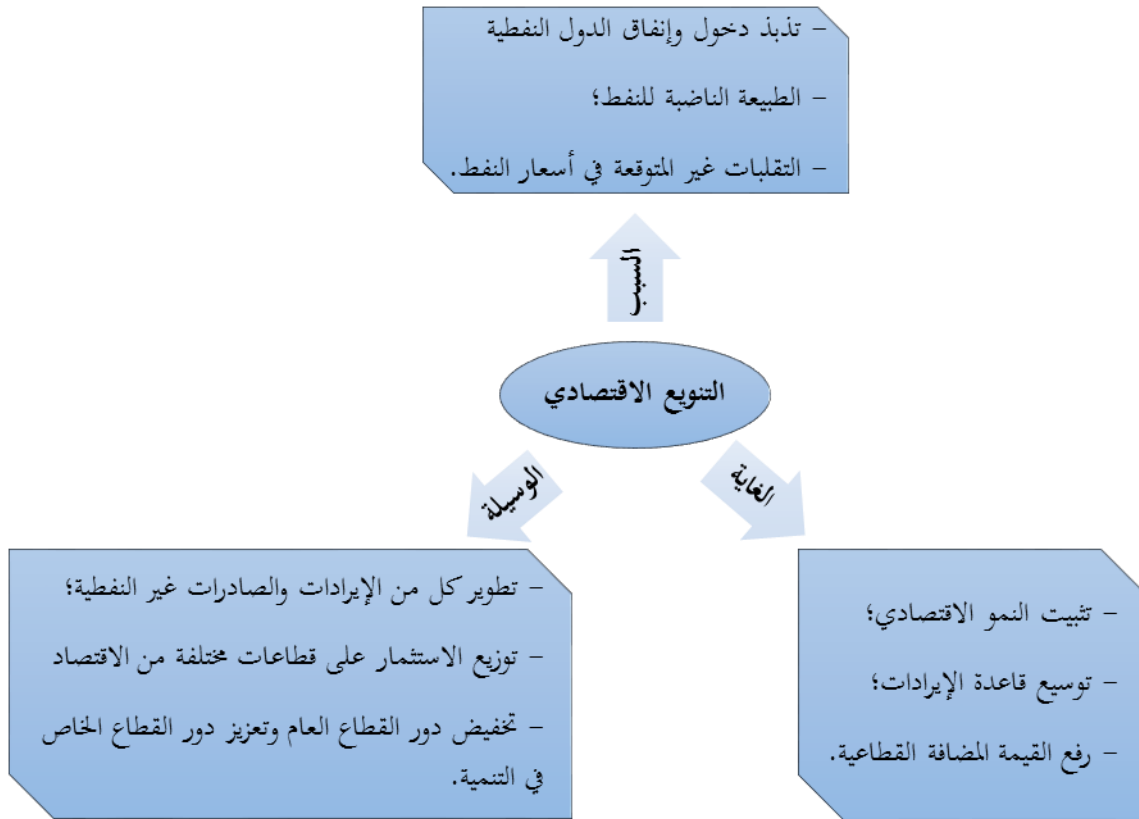 – تذبذ دخول وإنفاق الدول النفطية
– الطبيعة الناضبة للنفط؛
– التقلبات غير المتوقعة في أسعار النفط.
السبب
التنويع الاقتصادي
الغاية
الوسيلة
– تثبيت النمو الاقتصادي؛
– توسيع قاعدة الإيرادات؛
– رفع القيمة المضافة القطاعية.
– تطوير كل من الإيرادات والصادرات غير النفطية؛
– توزيع الاستثمار على قطاعات مختلفة من الاقتصاد
– تخفيض دور القطاع العام وتعزيز دور القطاع الخاص
في التنمية.